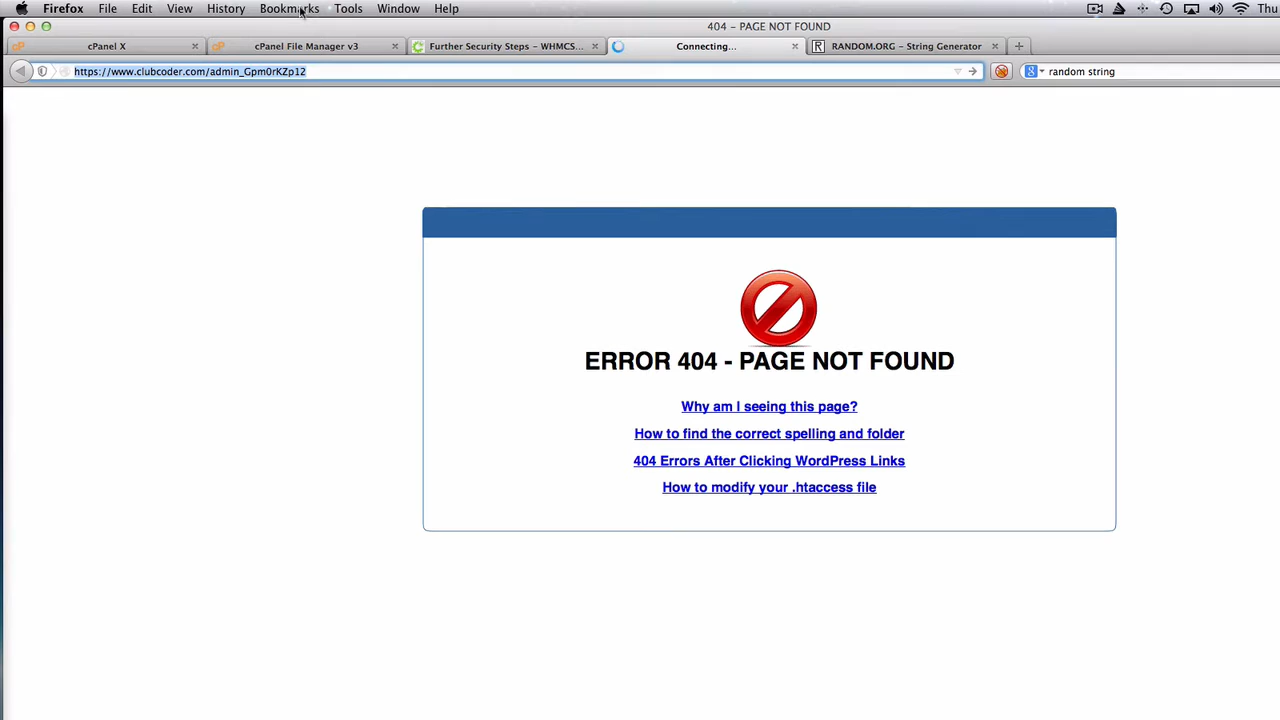 Firefox File Edit View History Bookmarks Tools Window Help Thu
404 - PAGE NOT FOUND
cPanel X cPanel File Manager v3 Further Security Steps - WHMCS... Connecting... RANDOM.ORG - String Generator
https://www.clubcoder.com/admin_Gpm0rKZp12 random string
ERROR 404 - PAGE NOT FOUND
Why am I seeing this page?
How to find the correct spelling and folder
404 Errors After Clicking WordPress Links
How to modify your .htaccess file